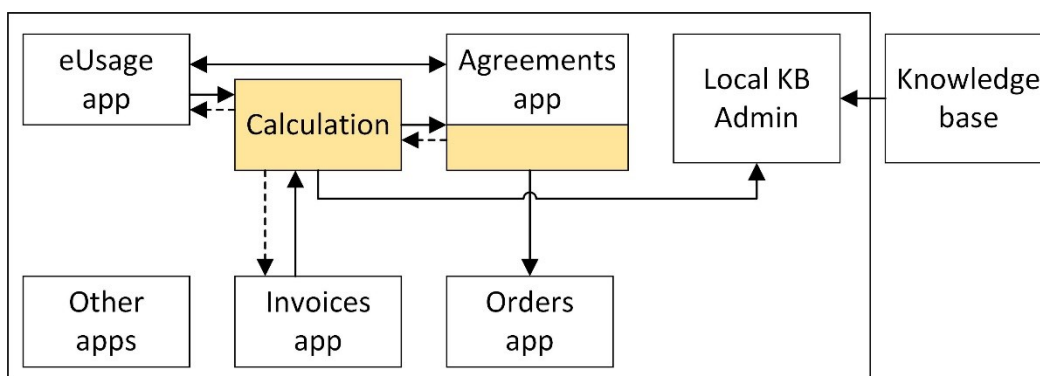 eUsage
app
Calculation
Agreements
app
Local KB
Admin
Knowledge
base
Other
apps
Invoices
app
Orders
app